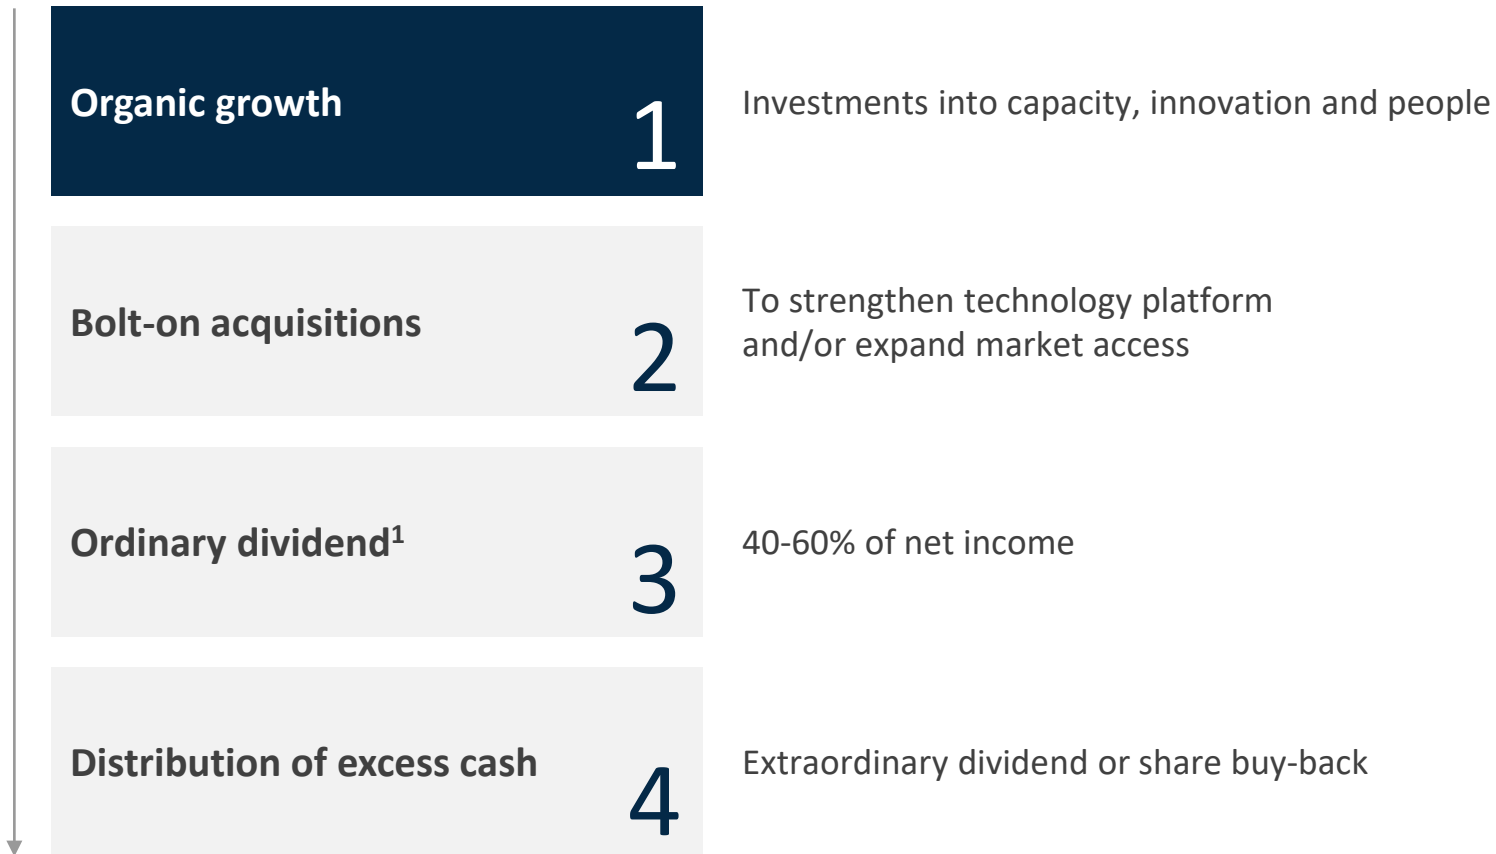 Organic growth
1
Investments into capacity, innovation and people
Bolt-on acquisitions
2
To strengthen technology platform
and/or expand market access
Ordinary dividend¹
3
40-60% of net income
Distribution of excess cash
4
Extraordinary dividend or share buy-back